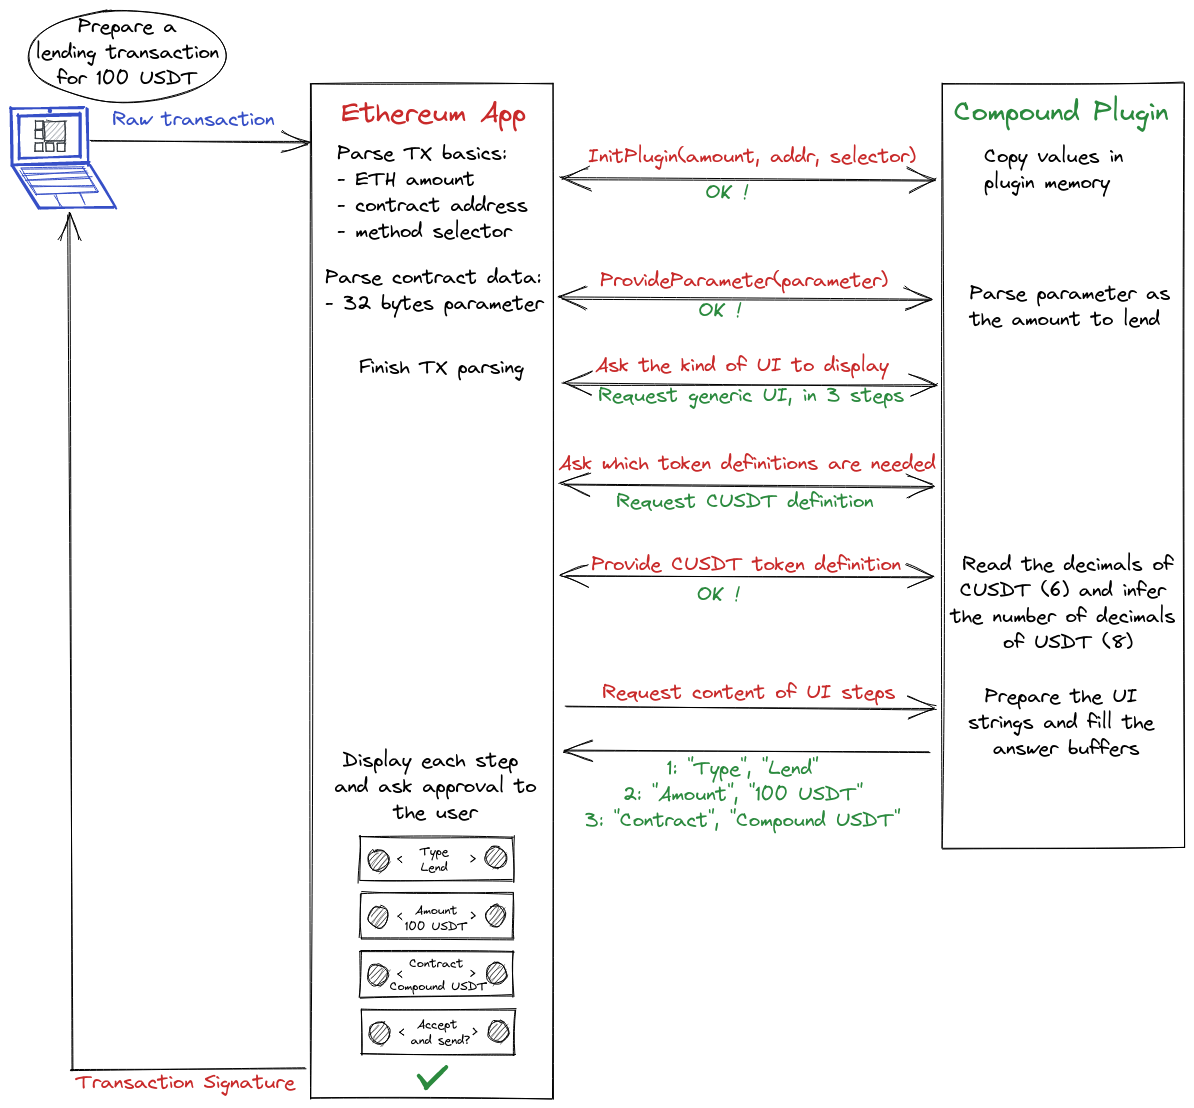 Prepare a
lending transaction
for 100 USDT
Raw transaction
Ethereum App
Parse TX basics:
- ETH amount
- contract address
- method selector
InitPlugin(amount, addr, selector)
OK !
Compound Plugin
Copy values in
plugin memory
Parse contract data:
- 32 bytes parameter
ProvideParameter(parameter)
OK !
Parse parameter as
the amount to lend
Finish TX parsing
Ask the kind of UI to display
Request generic UI, in 3 steps
Ask which token definitions are needed
Request CUSDT definition
Provide CUSDT token definition
OK !
Read the decimals of
CUSDT (6) and infer
the number of decimals
of USDT (8)
Request content of UI steps
Prepare the UI
strings and fill the
answer buffers
1: "Type", "Lend"
2: "Amount", "100 USDT"
3: "Contract", "Compound USDT"
Display each step
and ask approval to
the user
< Type >
Lend
< Amount >
100 USDT
< Contract >
Compound USDT
< Accept >
and send?
Transaction Signature